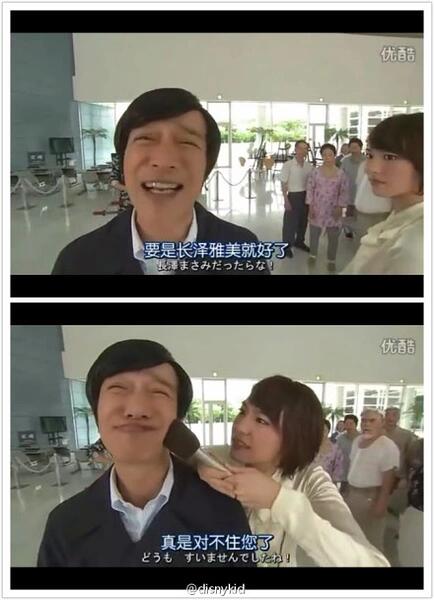 优酷
要是长泽雅美就好了
長澤まさみだったらな！
优酷
真是对不住您了
どうも すいませんでしたね！
@disnykid